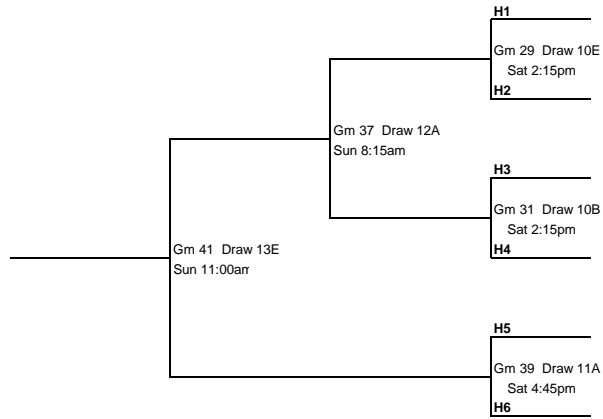 H1
Gm 29 Draw 10E
Sat 2:15pm
H2
Gm 37 Draw 12A
Sun 8:15am
H3
Gm 31 Draw 10B
Sat 2:15pm
H4
Gm 41 Draw 13E
Sun 11:00am
H5
Gm 39 Draw 11A
Sat 4:45pm
H6